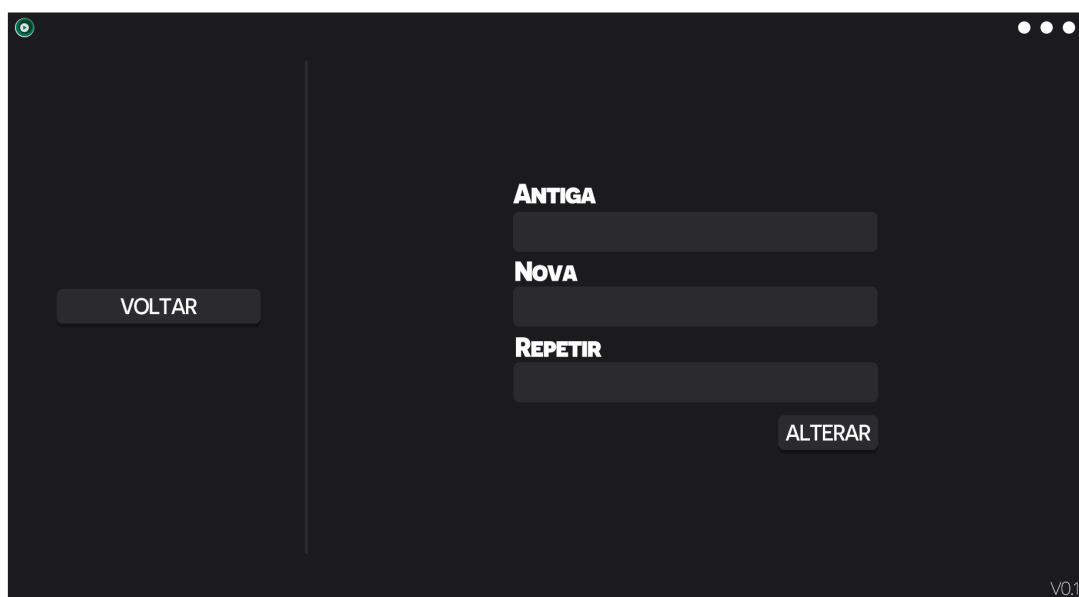 ANTIGA
NOVA
VOLTAR
REPETIR
ALTERAR
V0.1